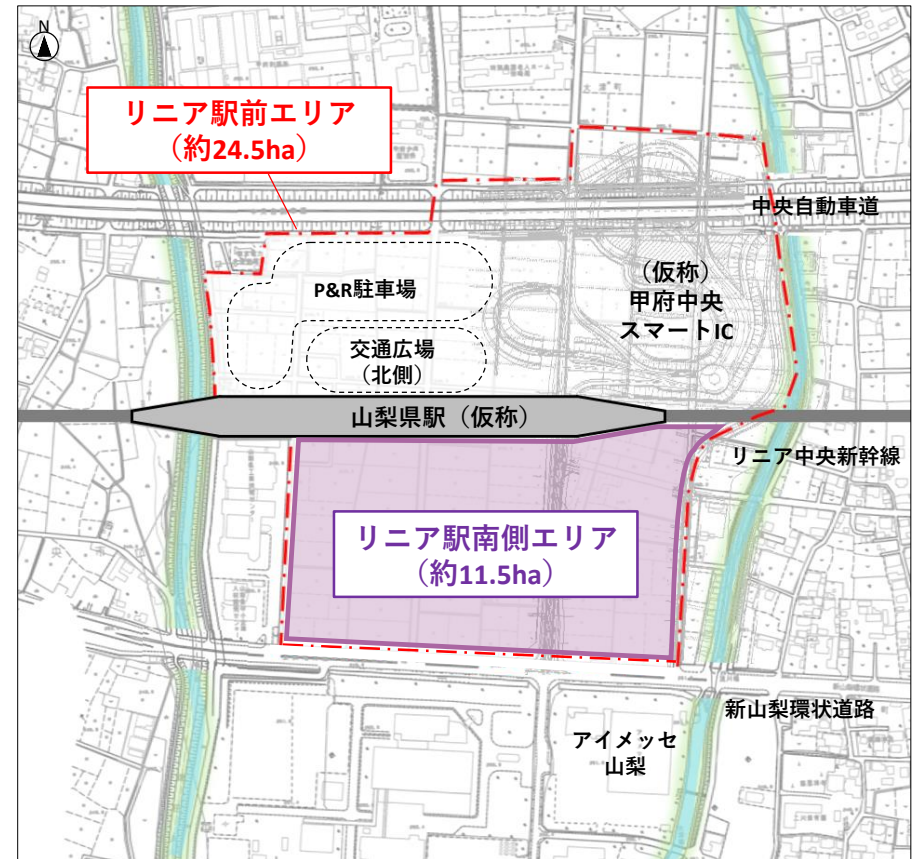 N
リニア駅前エリア
（約24.5ha）
中央自動車道
P&R駐車場
（仮称）
甲府中央
スマートIC
交通広場
（北側）
山梨県駅（仮称）
リニア中央新幹線
リニア駅南側エリア
（約11.5ha）
新山梨環状道路
アイメッセ
山梨